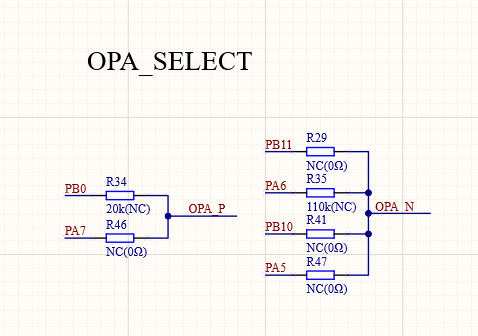 OPA_SELECT
PB0
R34
20k(NC)
PA7
R46
NC(0Ω)
OPA_P
PB11
R29
NC(0Ω)
PA6
R35
110k(NC)
PB10
R41
NC(0Ω)
PA5
R47
NC(0Ω)
OPA_N